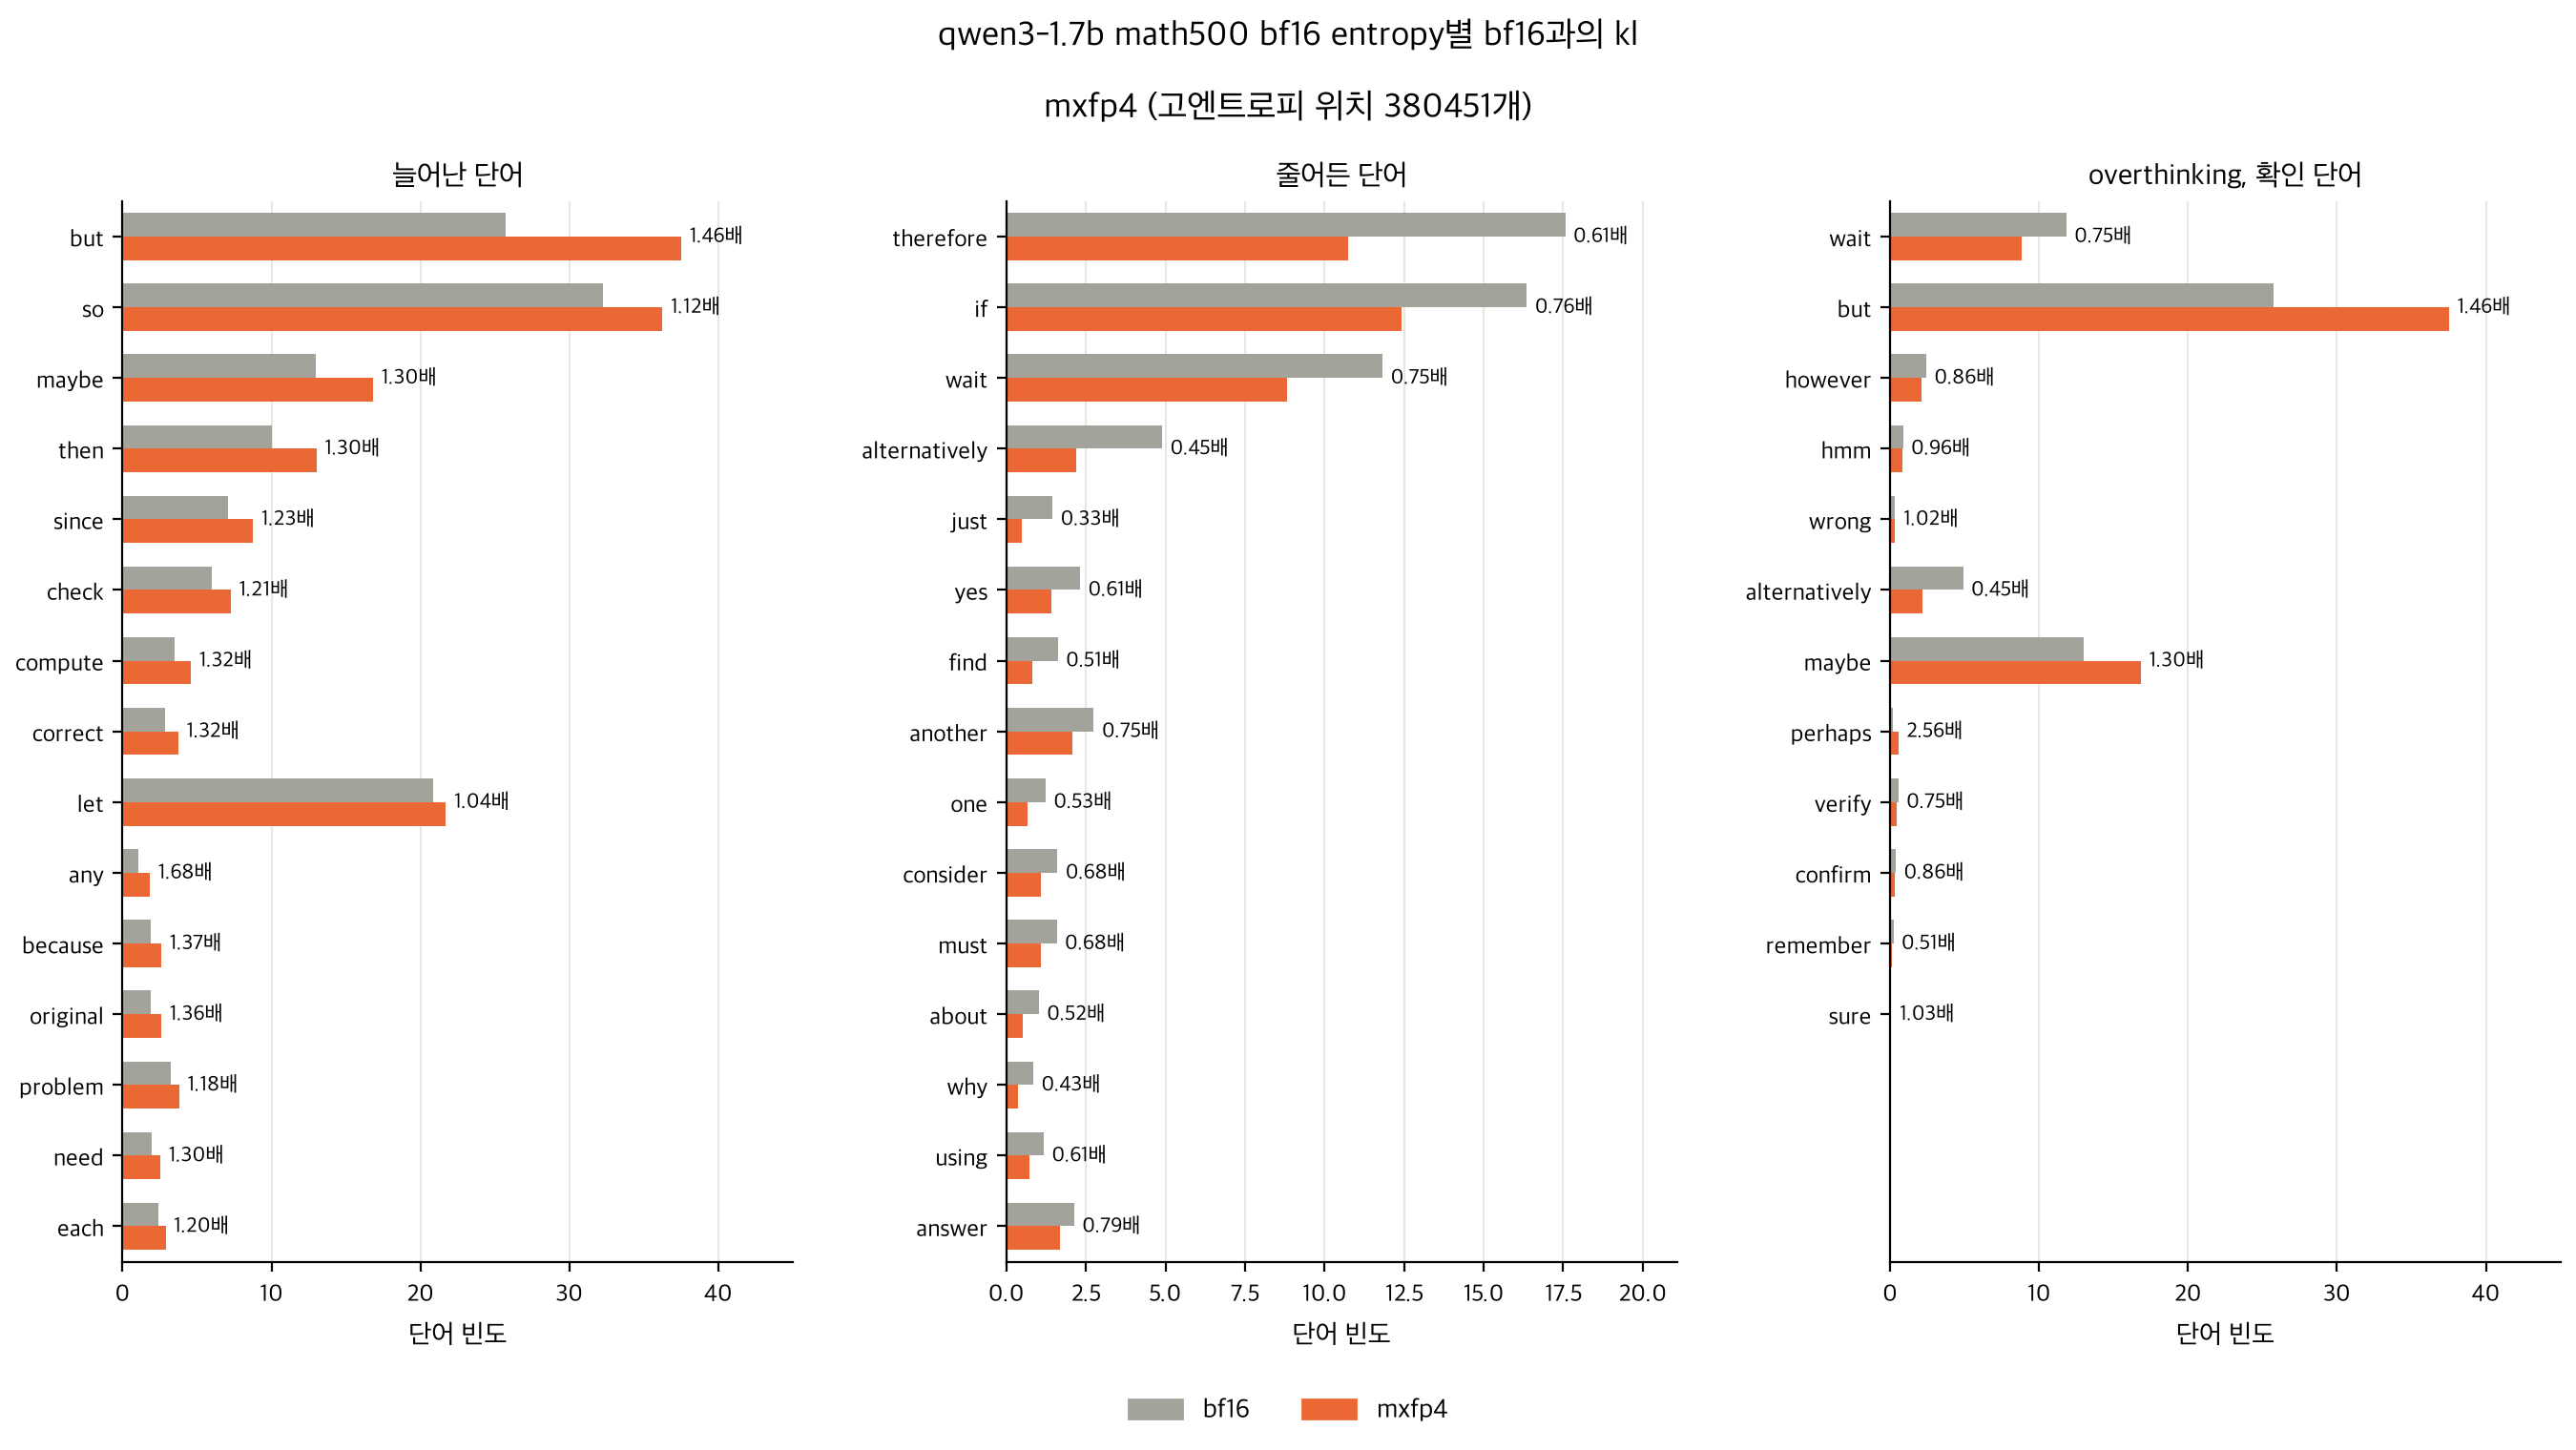 qwen3-1.7b math500 bf16 entropy별 bf16과의 kl
mxfp4 (고엔트로피 위치 380451개)
늘어난 단어
but 1.46배
so 1.12배
maybe 1.30배
then 1.30배
since 1.23배
check 1.21배
compute 1.32배
correct 1.32배
let 1.04배
any 1.68배
because 1.37배
original 1.36배
problem 1.18배
need 1.30배
each 1.20배
0 10 20 30 40
단어 빈도
줄어든 단어
therefore 0.61배
if 0.76배
wait 0.75배
alternatively 0.45배
just 0.33배
yes 0.61배
find 0.51배
another 0.75배
one 0.53배
consider 0.68배
must 0.68배
about 0.52배
why 0.43배
using 0.61배
answer 0.79배
0.0 2.5 5.0 7.5 10.0 12.5 15.0 17.5 20.0
단어 빈도
overthinking, 확인 단어
wait 0.75배
but 1.46배
however 0.86배
hmm 0.96배
wrong 1.02배
alternatively 0.45배
maybe 1.30배
perhaps 2.56배
verify 0.75배
confirm 0.86배
remember 0.51배
sure 1.03배
0 10 20 30 40
단어 빈도
bf16 mxfp4